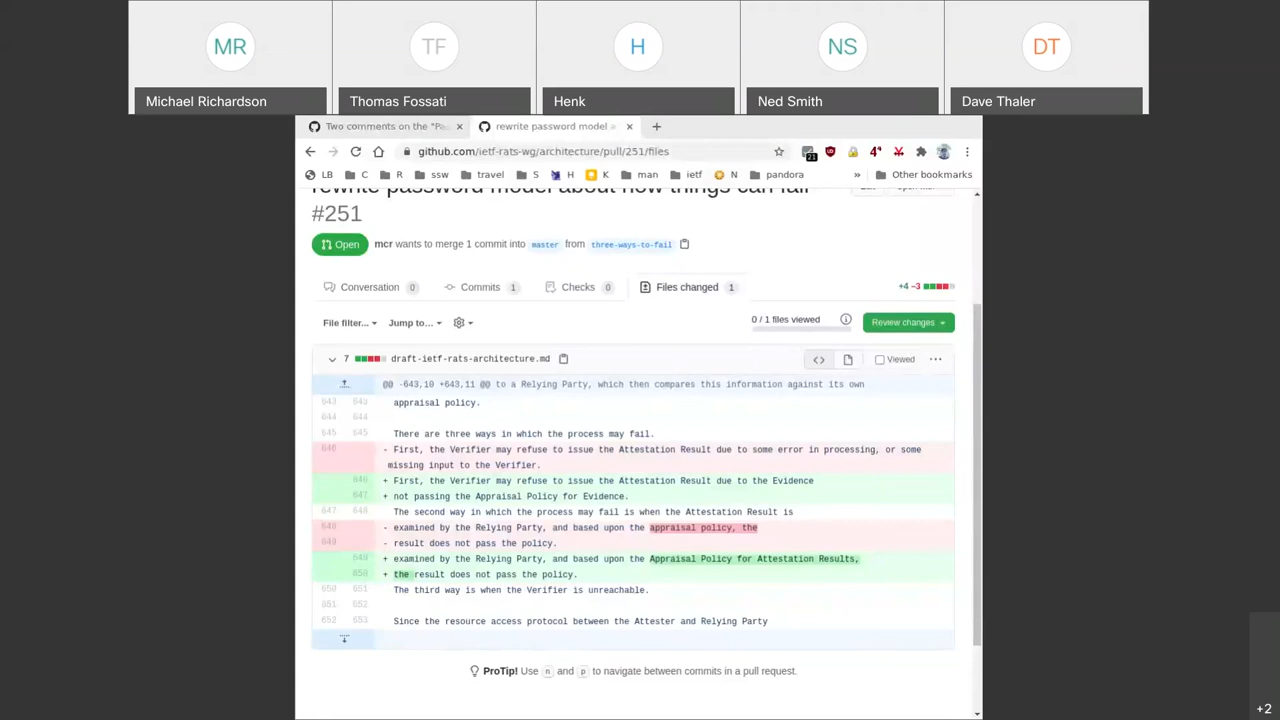 MR
TF
H
NS
DT
Michael Richardson
Thomas Fossati
Henk
Ned Smith
Dave Thaler
Two comments on the "Pas
rewrite password model a
github.com/ietf-rats-wg/architecture/pull/251/files
21
LB C R ssw travel S H K man ietf N pandora » Other bookmarks
rewrite password model about how things can fail
#251
Open mcr wants to merge 1 commit into master from three-ways-to-fail
Conversation 0 Commits 1 Checks 0 Files changed 1 +4 −3
File filter... Jump to... 0 / 1 files viewed Review changes
7 draft-ietf-rats-architecture.md Viewed
@@ -643,10 +643,11 @@ to a Relying Party, which then compares this information against its own
643 643 appraisal policy.
644 644
645 645 There are three ways in which the process may fail.
646 - First, the Verifier may refuse to issue the Attestation Result due to some error in processing, or some
missing input to the Verifier.
646 + First, the Verifier may refuse to issue the Attestation Result due to the Evidence
647 + not passing the Appraisal Policy for Evidence.
647 648 The second way in which the process may fail is when the Attestation Result is
648 - examined by the Relying Party, and based upon the appraisal policy, the
649 - result does not pass the policy.
649 + examined by the Relying Party, and based upon the Appraisal Policy for Attestation Results,
650 + the result does not pass the policy.
650 651 The third way is when the Verifier is unreachable.
651 652
652 653 Since the resource access protocol between the Attester and Relying Party
ProTip! Use n and p to navigate between commits in a pull request.
+2